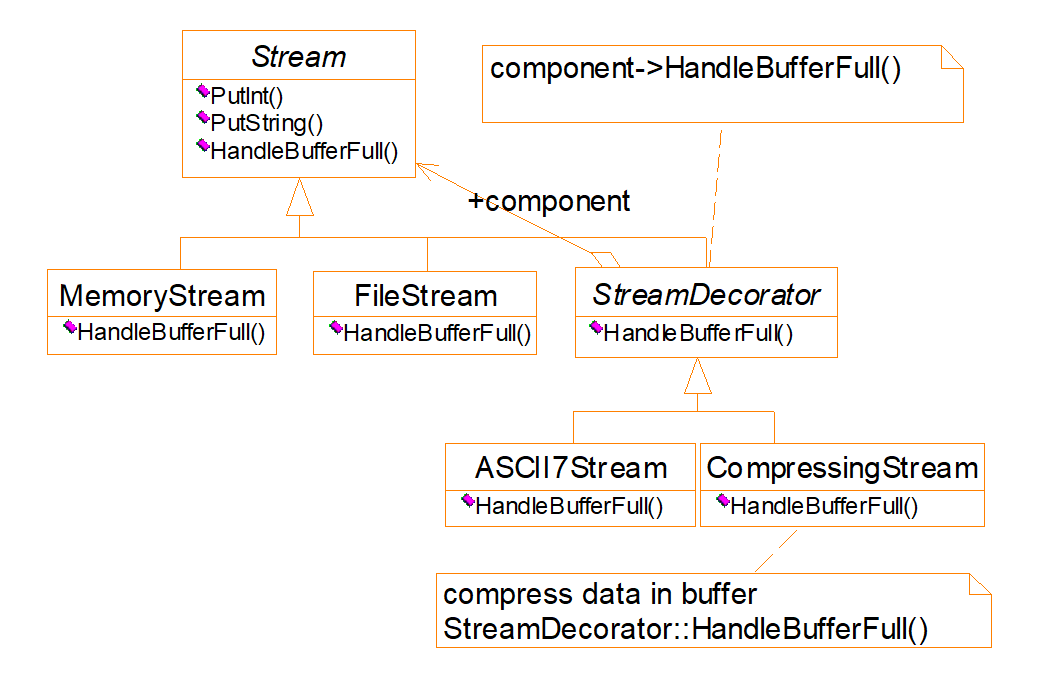 Stream
PutInt()
PutString()
HandleBufferFull()
component->HandleBufferFull()
+component
MemoryStream
HandleBufferFull()
FileStream
HandleBufferFull()
StreamDecorator
HandleBufferFull()
ASCII7Stream
HandleBufferFull()
CompressingStream
HandleBufferFull()
compress data in buffer
StreamDecorator::HandleBufferFull()